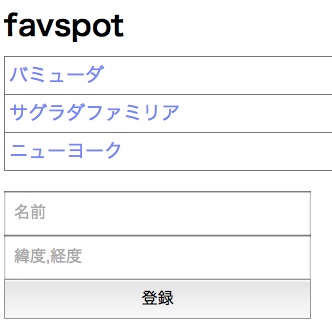 favspot
バミューダ
サグラダファミリア
ニューヨーク
名前
緯度,経度
登録